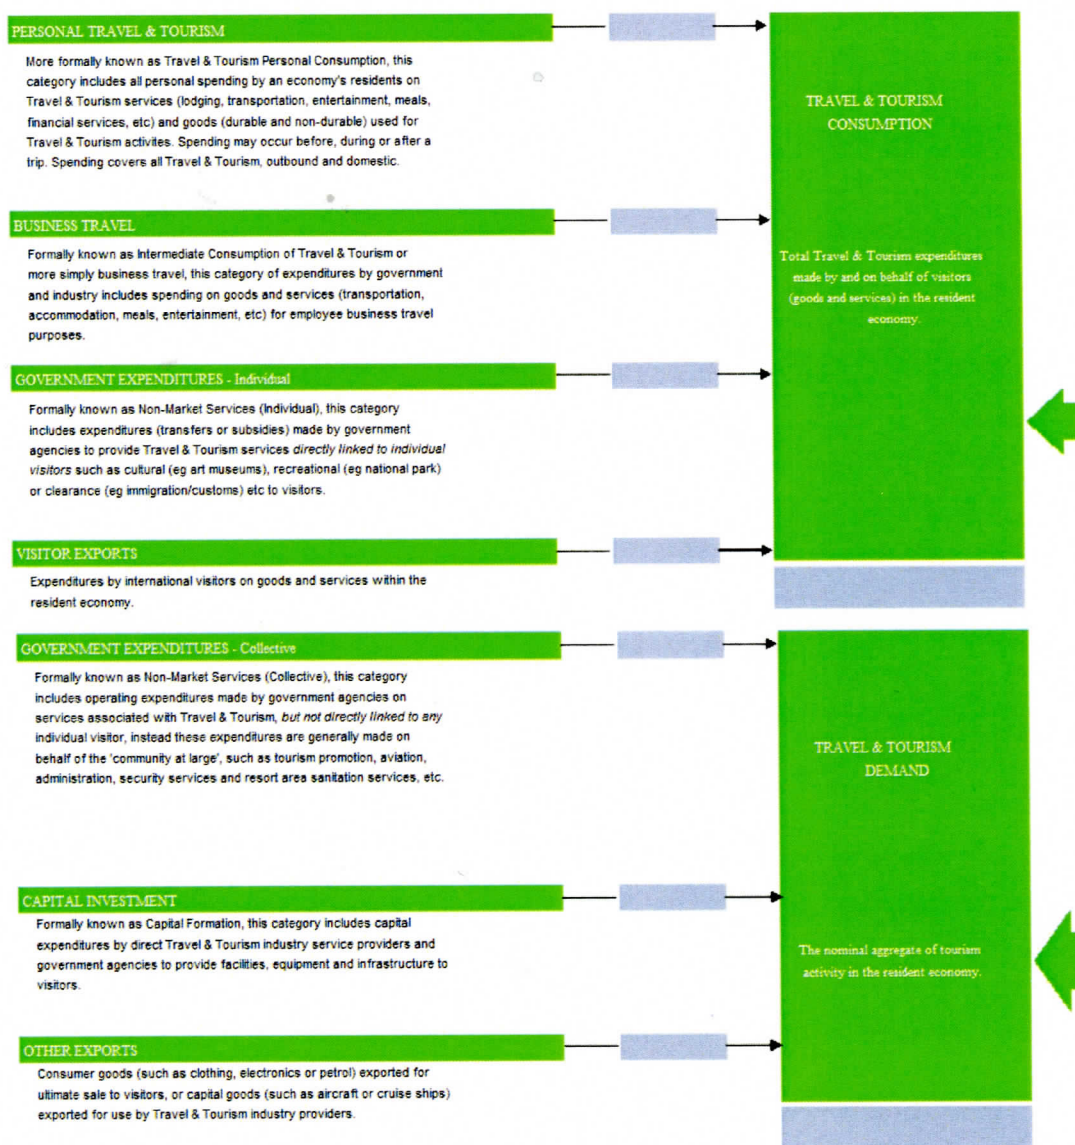 PERSONAL TRAVEL & TOURISM
More formally known as Travel & Tourism Personal Consumption, this
category includes all personal spending by an economy's residents on
Travel & Tourism services (lodging, transportation, entertainment, meals,
financial services, etc) and goods (durable and non-durable) used for
Travel & Tourism activites. Spending may occur before, during or after a
trip. Spending covers all Travel & Tourism, outbound and domestic.
BUSINESS TRAVEL
Formally known as Intermediate Consumption of Travel & Tourism or
more simply business travel, this category of expenditures by government
and industry includes spending on goods and services (transportation,
accommodation, meals, entertainment, etc) for employee business travel
purposes.
GOVERNMENT EXPENDITURES - Individual
Formally known as Non-Market Services (Individual), this category
includes expenditures (transfers or subsidies) made by government
agencies to provide Travel & Tourism services directly linked to individual
visitors such as cultural (eg art museums), recreational (eg national park)
or clearance (eg immigration/customs) etc to visitors.
VISITOR EXPORTS
Expenditures by international visitors on goods and services within the
resident economy.
TRAVEL & TOURISM
CONSUMPTION
Total Travel & Tourism expenditures
made by and on behalf of visitors
(goods and services) in the resident
economy.
GOVERNMENT EXPENDITURES - Collective
Formally known as Non-Market Services (Collective), this category
includes operating expenditures made by government agencies on
services associated with Travel & Tourism, but not directly linked to any
individual visitor, instead these expenditures are generally made on
behalf of the 'community at large', such as tourism promotion, aviation,
administration, security services and resort area sanitation services, etc.
CAPITAL INVESTMENT
Formally known as Capital Formation, this category includes capital
expenditures by direct Travel & Tourism industry service providers and
government agencies to provide facilities, equipment and infrastructure to
visitors.
OTHER EXPORTS
Consumer goods (such as clothing, electronics or petrol) exported for
ultimate sale to visitors, or capital goods (such as aircraft or cruise ships)
exported for use by Travel & Tourism industry providers.
TRAVEL & TOURISM
DEMAND
The nominal aggregate of tourism
activity in the resident economy.